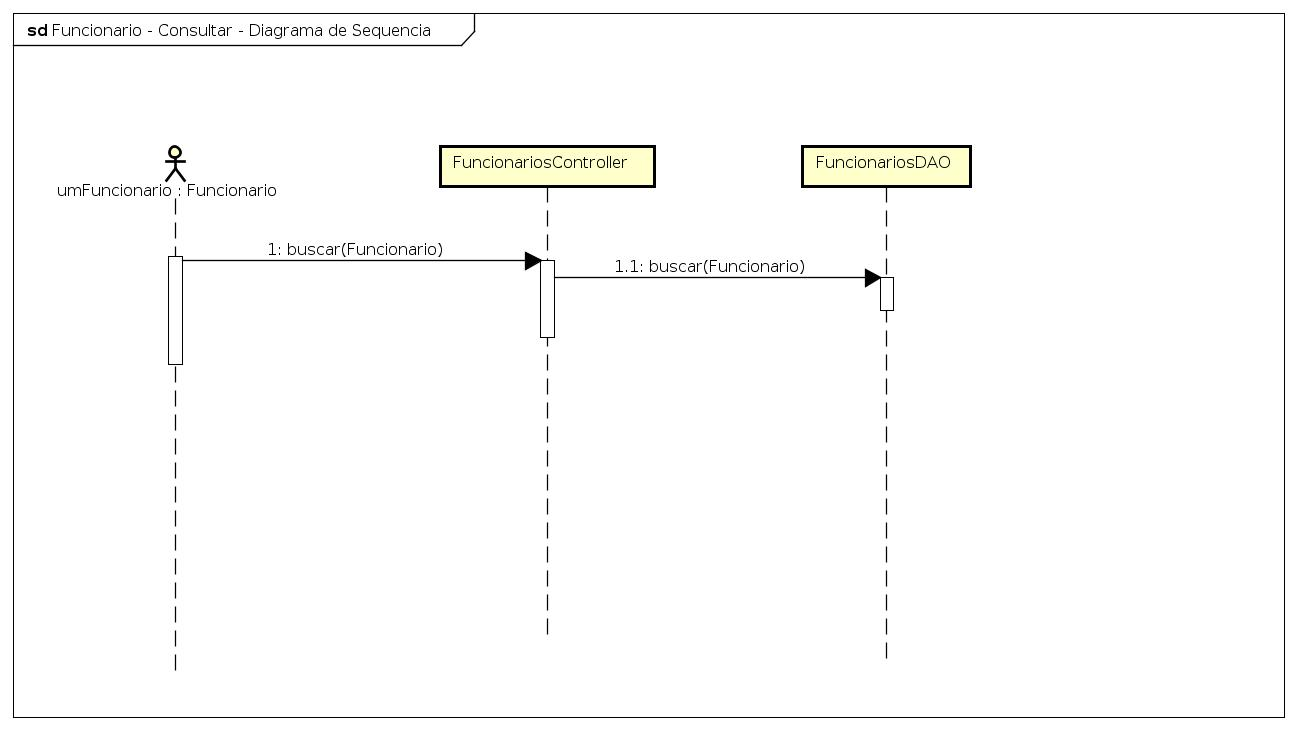 sd Funcionario - Consultar - Diagrama de Sequencia
umFuncionario : Funcionario
FuncionariosController
FuncionariosDAO
1: buscar(Funcionario)
1.1: buscar(Funcionario)